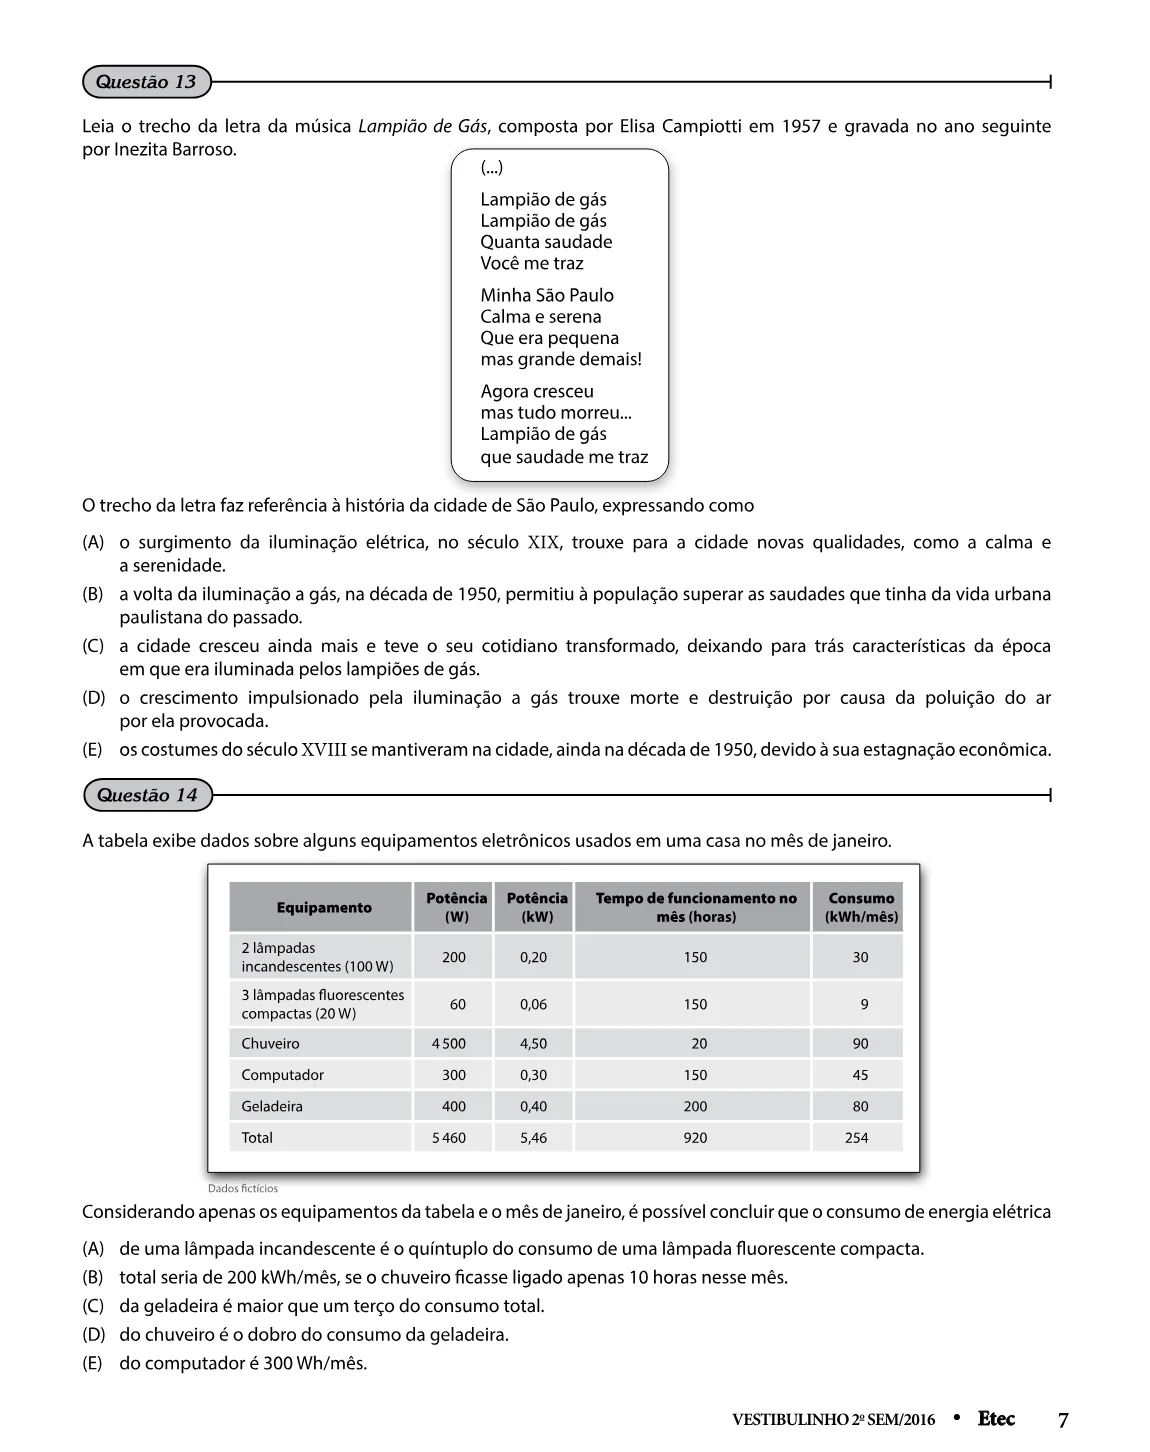 Questão 13
Leia o trecho da letra da música Lampião de Gás, composta por Elisa Campiotti em 1957 e gravada no ano seguinte
por Inezita Barroso.
(...)
Lampião de gás
Lampião de gás
Quanta saudade
Você me traz
Minha São Paulo
Calma e serena
Que era pequena
mas grande demais!
Agora cresceu
mas tudo morreu...
Lampião de gás
que saudade me traz
O trecho da letra faz referência à história da cidade de São Paulo, expressando como
(A) o surgimento da iluminação elétrica, no século XIX, trouxe para a cidade novas qualidades, como a calma e
a serenidade.
(B) a volta da iluminação a gás, na década de 1950, permitiu à população superar as saudades que tinha da vida urbana
paulistana do passado.
(C) a cidade cresceu ainda mais e teve o seu cotidiano transformado, deixando para trás características da época
em que era iluminada pelos lampiões de gás.
(D) o crescimento impulsionado pela iluminação a gás trouxe morte e destruição por causa da poluição do ar
por ela provocada.
(E) os costumes do século XVIII se mantiveram na cidade, ainda na década de 1950, devido à sua estagnação econômica.
Questão 14
A tabela exibe dados sobre alguns equipamentos eletrônicos usados em uma casa no mês de janeiro.
Equipamento Potência (W) Potência (kW) Tempo de funcionamento no mês (horas) Consumo (kWh/mês)
2 lâmpadas incandescentes (100 W) 200 0,20 150 30
3 lâmpadas fluorescentes compactas (20 W) 60 0,06 150 9
Chuveiro 4 500 4,50 20 90
Computador 300 0,30 150 45
Geladeira 400 0,40 200 80
Total 5 460 5,46 920 254
Dados fictícios
Considerando apenas os equipamentos da tabela e o mês de janeiro, é possível concluir que o consumo de energia elétrica
(A) de uma lâmpada incandescente é o quíntuplo do consumo de uma lâmpada fluorescente compacta.
(B) total seria de 200 kWh/mês, se o chuveiro ficasse ligado apenas 10 horas nesse mês.
(C) da geladeira é maior que um terço do consumo total.
(D) do chuveiro é o dobro do consumo da geladeira.
(E) do computador é 300 Wh/mês.
VESTIBULINHO 2º SEM/2016 • Etec 7